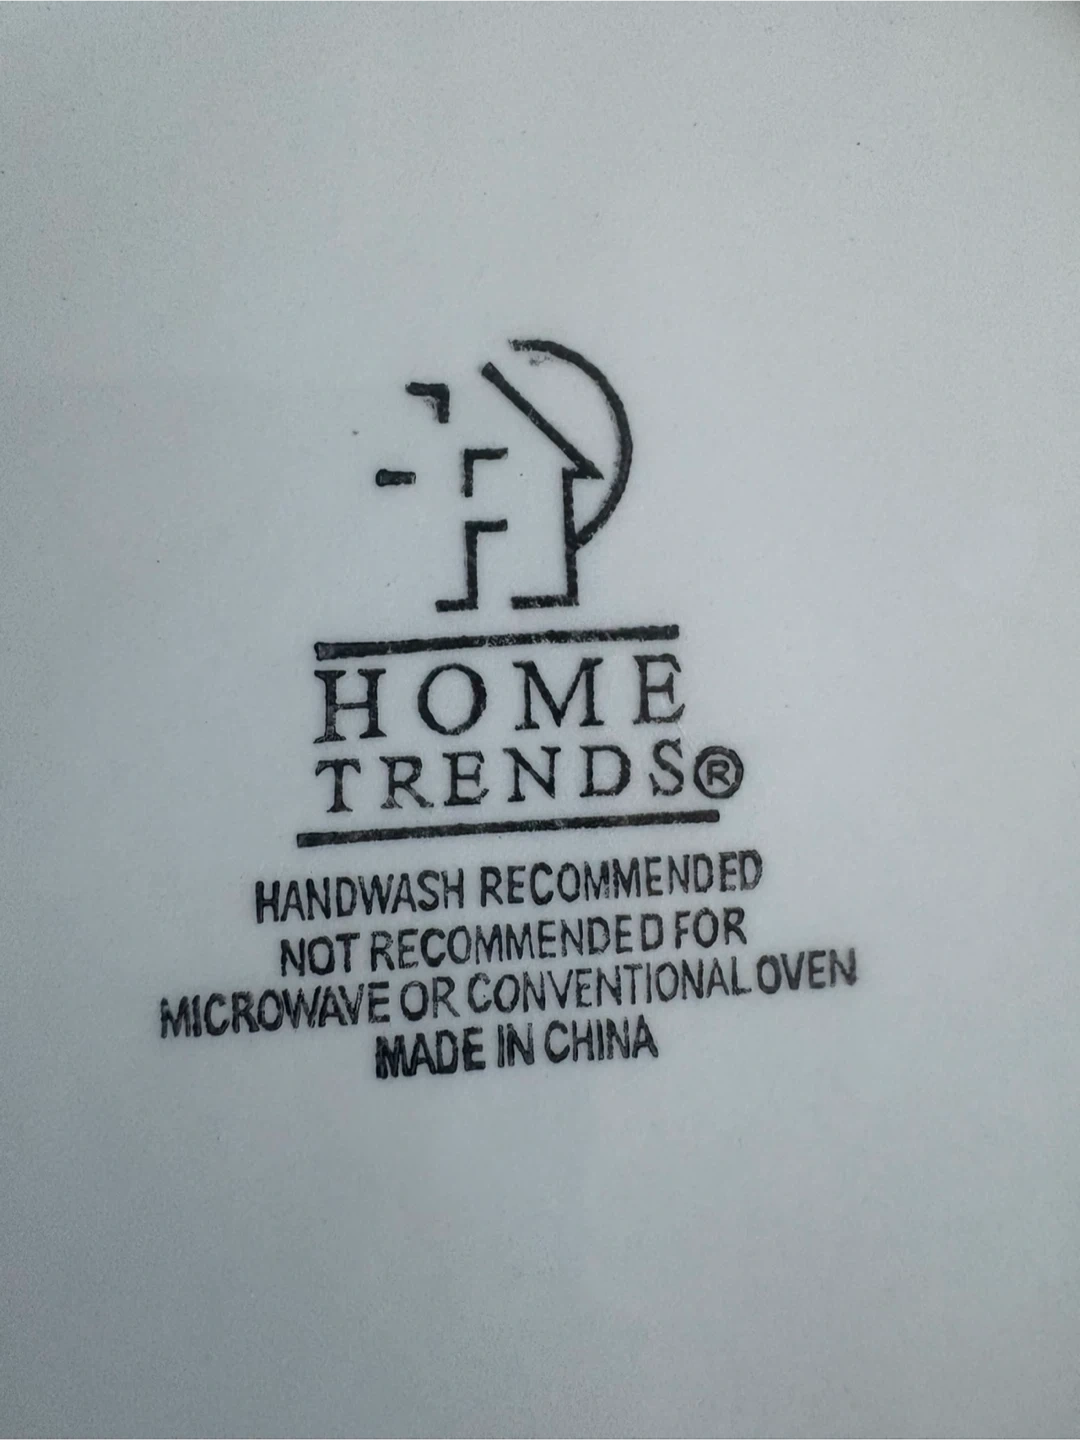 HOME
TRENDS®
HANDWASH RECOMMENDED
NOT RECOMMENDED FOR
MICROWAVE OR CONVENTIONAL OVEN
MADE IN CHINA